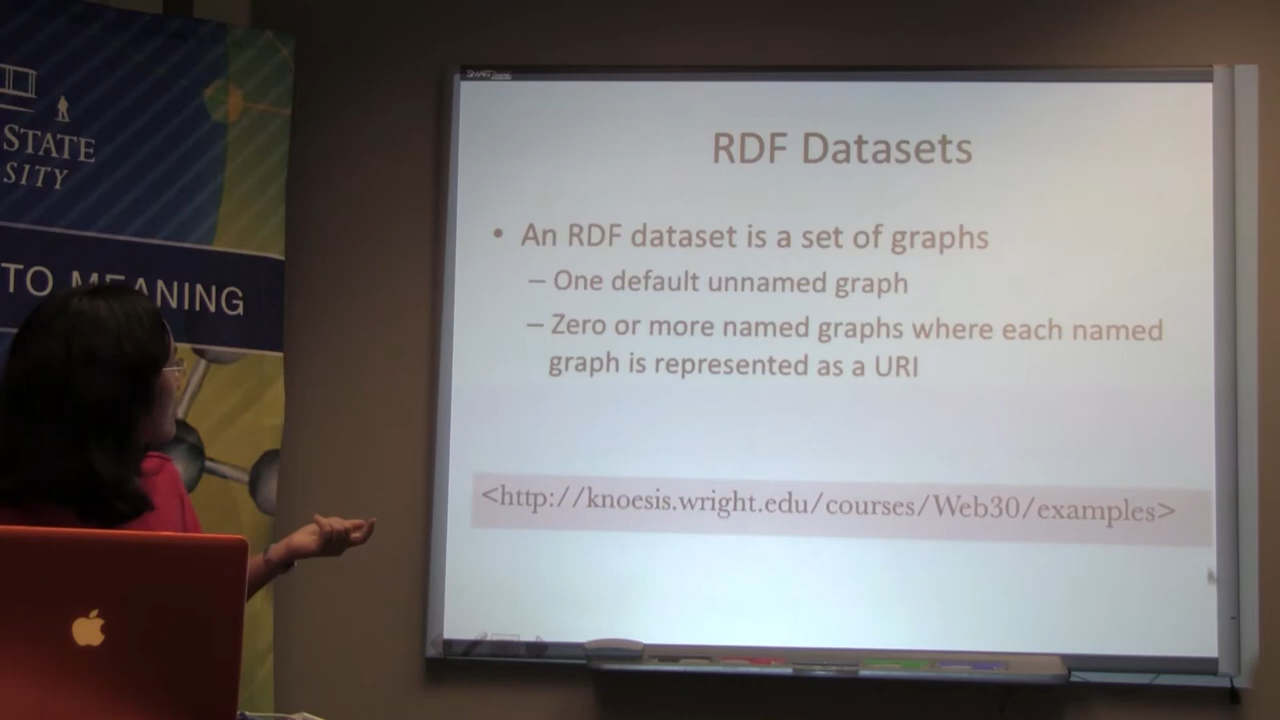 STATE
SITY
TO MEANING
RDF Datasets
• An RDF dataset is a set of graphs
– One default unnamed graph
– Zero or more named graphs where each named
graph is represented as a URI
<http://knoesis.wright.edu/courses/Web30/examples>